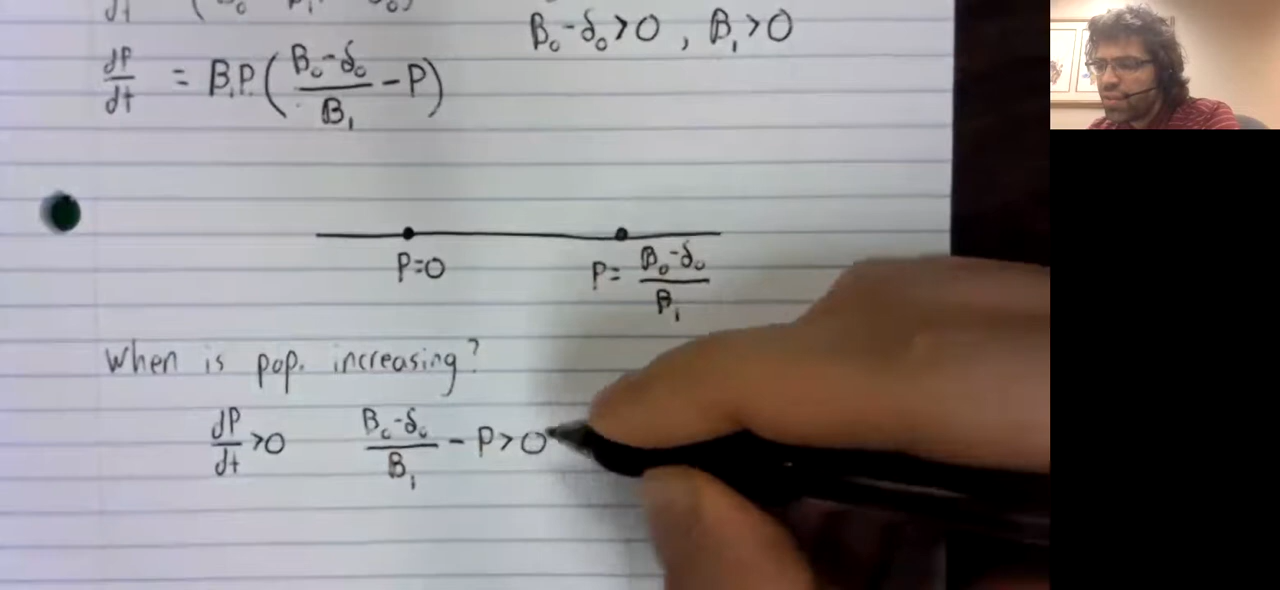 β₀-δ₀>0 , β₁>0
dP/dt = β₁P(β₀-δ₀/β₁ - P)
P=0 P= β₀-δ₀/β₁
When is pop. increasing?
dP/dt >0 β₀-δ₀/β₁ - P>0